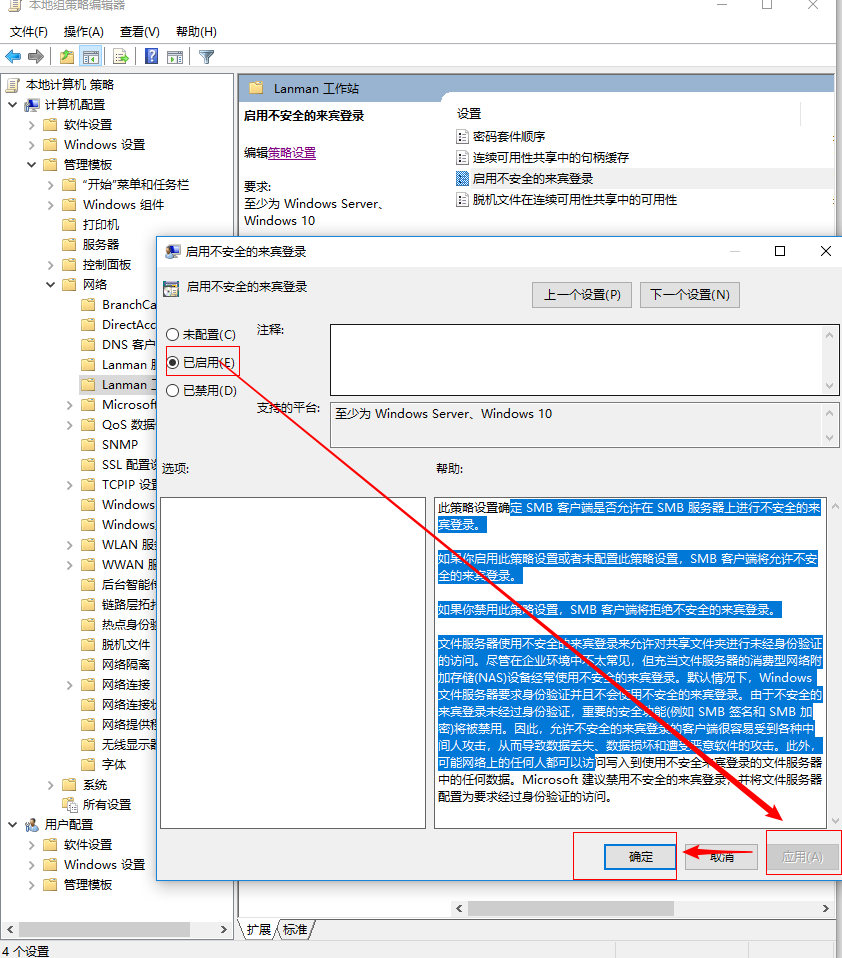 本地组策略编辑器
文件(F) 操作(A) 查看(V) 帮助(H)
本地计算机 策略
计算机配置
软件设置
Windows 设置
管理模板
“开始”菜单和任务栏
Windows 组件
打印机
服务器
控制面板
网络
BranchCa
DirectAcc
DNS 客户
Lanman
Lanman 工
Microsoft
QoS 数据
SNMP
SSL 配置设
TCPIP 设置
Windows
Windows
WLAN 服
WWAN 服
后台智能传
链路层拓扑
热点身份验
脱机文件
网络隔离
网络连接
网络连接状
网络提供程
无线显示器
字体
系统
所有设置
用户配置
软件设置
Windows 设置
管理模板
Lanman 工作站
启用不安全的来宾登录
编辑策略设置
要求:
至少为 Windows Server、
Windows 10
设置
密码套件顺序
连续可用性共享中的句柄缓存
启用不安全的来宾登录
脱机文件在连续可用性共享中的可用性
启用不安全的来宾登录
启用不安全的来宾登录
上一个设置(P) 下一个设置(N)
未配置(C)
已启用(E)
已禁用(D)
注释:
支持的平台:
至少为 Windows Server、Windows 10
选项:
帮助:
此策略设置确定 SMB 客户端是否允许在 SMB 服务器上进行不安全的来
宾登录。
如果你启用此策略设置或者未配置此策略设置，SMB 客户端将允许不安
全的来宾登录。
如果你禁用此策略设置，SMB 客户端将拒绝不安全的来宾登录。
文件服务器使用不安全的来宾登录来允许对共享文件夹进行未经身份验证
的访问。尽管在企业环境中不太常见，但充当文件服务器的消费型网络附
加存储(NAS)设备经常使用不安全的来宾登录。默认情况下，Windows
文件服务器要求身份验证并且不会使用不安全的来宾登录。由于不安全的
来宾登录未经过身份验证，重要的安全功能(例如 SMB 签名和 SMB 加
密)将被禁用。因此，允许不安全的来宾登录的客户端很容易受到各种中
间人攻击，从而导致数据丢失、数据损坏和遭受恶意软件的攻击。此外，
可能网络上的任何人都可以访问写入到使用不安全来宾登录的文件服务器
中的任何数据。Microsoft 建议禁用不安全的来宾登录，并将文件服务器
配置为要求经过身份验证的访问。
确定 取消 应用(A)
扩展 标准
4 个设置